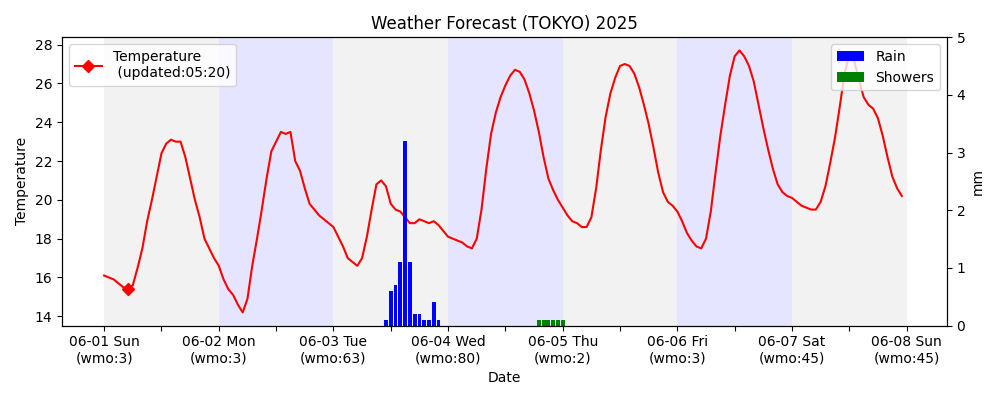 Weather Forecast (TOKYO) 2025
Temperature
(updated:05:20)
Rain
Showers
28
26
24
22
20
18
16
14
Temperature
5
4
3
2
1
0
mm
06-01 Sun
(wmo:3)
06-02 Mon
(wmo:3)
06-03 Tue
(wmo:63)
06-04 Wed
(wmo:80)
06-05 Thu
(wmo:2)
06-06 Fri
(wmo:3)
06-07 Sat
(wmo:45)
06-08 Sun
(wmo:45)
Date